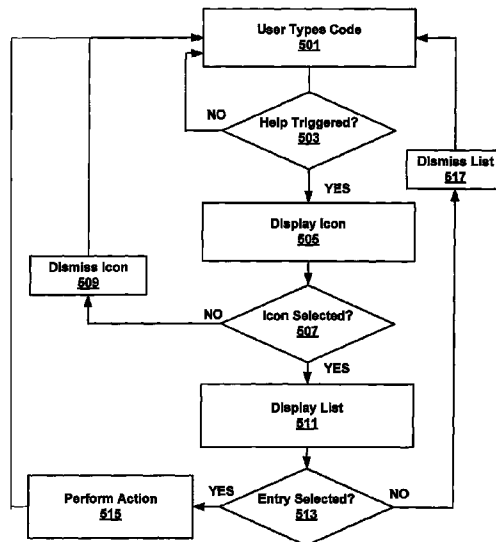 User Types Code
501
NO
Help Triggered?
503
Dismiss List
517
YES
Display Icon
505
Dismiss Icon
509
NO
Icon Selected?
507
YES
Display List
511
Perform Action
515
YES
Entry Selected?
513
NO